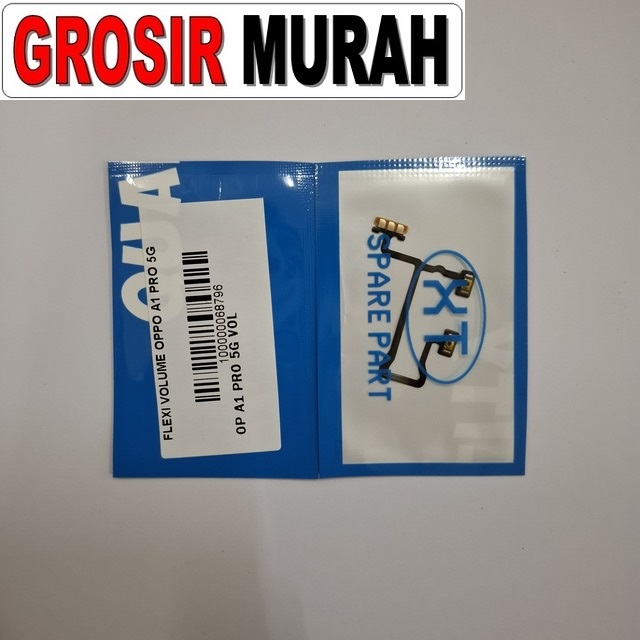 GROSIR MURAH
FLEXI VOLUME OPPO A1 PRO 5G
100000068796
OP A1 PRO 5G VOL
XT
SPARE PART